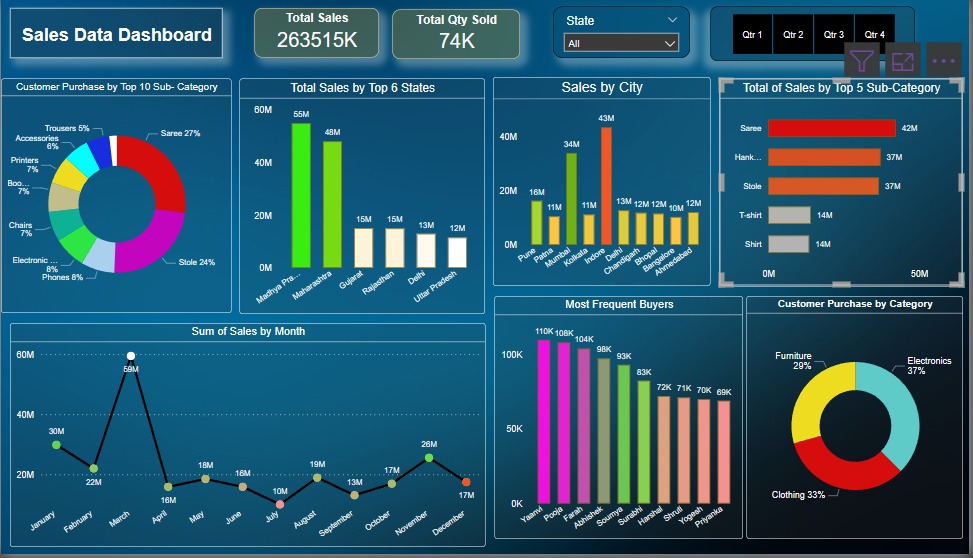 Sales Data Dashboard
Total Sales
263515K
Total Qty Sold
74K
State
All
Qtr 1
Qtr 2
Qtr 3
Qtr 4
Customer Purchase by Top 10 Sub- Category
Trousers 5%
Accessories
6%
Printers
7%
Boo...
7%
Chairs
7%
Electronic ...
8%
Phones 8%
Saree 27%
Stole 24%
Total Sales by Top 6 States
60M
40M
20M
0M
55M
48M
15M
15M
13M
12M
Madhya Pra...
Maharashtra
Gujarat
Rajasthan
Delhi
Uttar Pradesh
Sales by City
40M
20M
0M
16M
11M
34M
11M
43M
13M
12M
12M
10M
12M
Pune
Patna
Mumbai
Kolkata
Indore
Delhi
Chandigarh
Bhopal
Bangalore
Ahmedabad
Total of Sales by Top 5 Sub-Category
Saree
42M
Hank...
37M
Stole
37M
T-shirt
14M
Shirt
14M
0M
50M
Sum of Sales by Month
60M
40M
20M
30M
22M
59M
16M
18M
16M
10M
19M
13M
17M
26M
17M
January
February
March
April
May
June
July
August
September
October
November
December
Most Frequent Buyers
100K
50K
0K
110K
108K
104K
98K
93K
83K
72K
71K
70K
69K
Yaanvi
Pooja
Farah
Abhishek
Soumya
Surabhi
Harshal
Shruti
Yogesh
Priyanka
Customer Purchase by Category
Furniture
29%
Electronics
37%
Clothing 33%